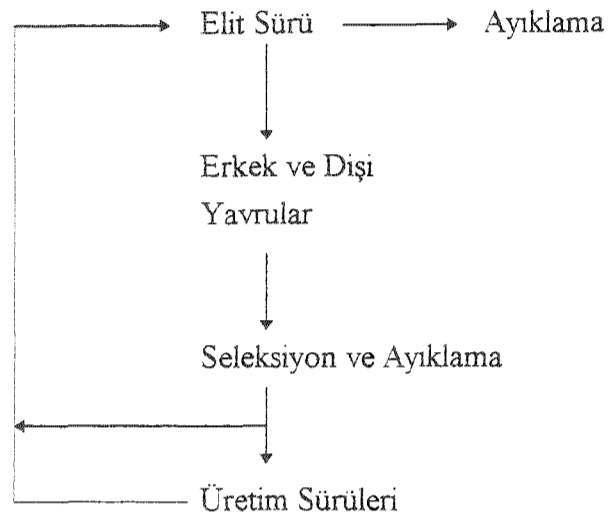 Elit Sürü
Ayıklama
Erkek ve Dişi
Yavrular
Seleksiyon ve Ayıklama
Üretim Sürüleri